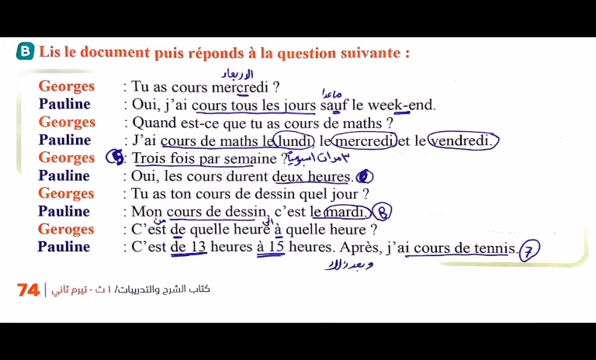 B Lis le document puis réponds à la question suivante :
الاربعاء
Georges : Tu as cours mercredi ?
ماعدا
Pauline : Oui, j'ai cours tous les jours sauf le week-end.
Georges : Quand est-ce que tu as cours de maths ?
Pauline : J'ai cours de maths le lundi, le mercredi et le vendredi.
Georges : Trois fois par semaine ? ٣ مرات اسبوعياً
Pauline : Oui, les cours durent deux heures.
Georges : Tu as ton cours de dessin quel jour ?
Pauline : Mon cours de dessin, c'est le mardi. 8
من إلى
Geroges : C'est de quelle heure à quelle heure ?
Pauline : C'est de 13 heures à 15 heures. Après, j'ai cours de tennis. 7
وبعد ذلك
74 كتاب الشرح والتدريبات/ ١ ث - تيرم ثاني